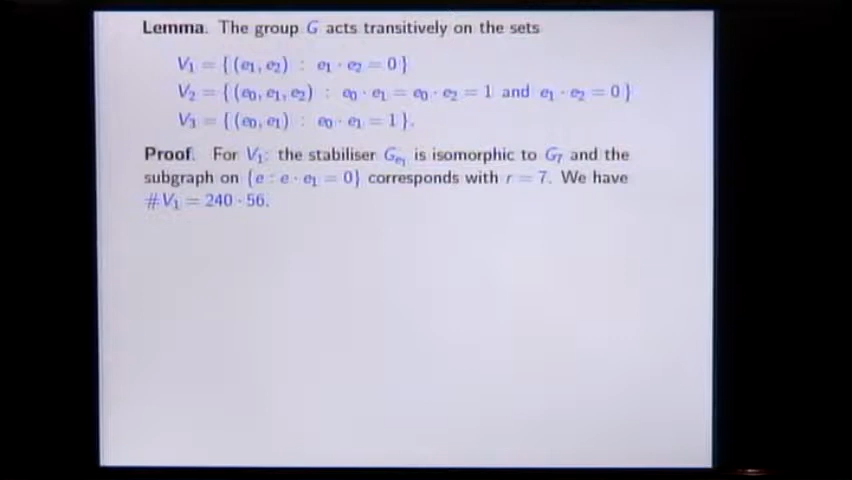 Lemma. The group G acts transitively on the sets
V₁ = { (e₁, e₂) : e₁ · e₂ = 0 }
V₂ = { (e₀, e₁, e₂) : e₀ · e₁ = e₀ · e₂ = 1 and e₁ · e₂ = 0 }
V₃ = { (e₀, e₁) : e₀ · e₁ = 1 }.
Proof. For V₁: the stabiliser G_{e₁} is isomorphic to G₇ and the
subgraph on {e : e · e₁ = 0} corresponds with r = 7. We have
#V₁ = 240 · 56.